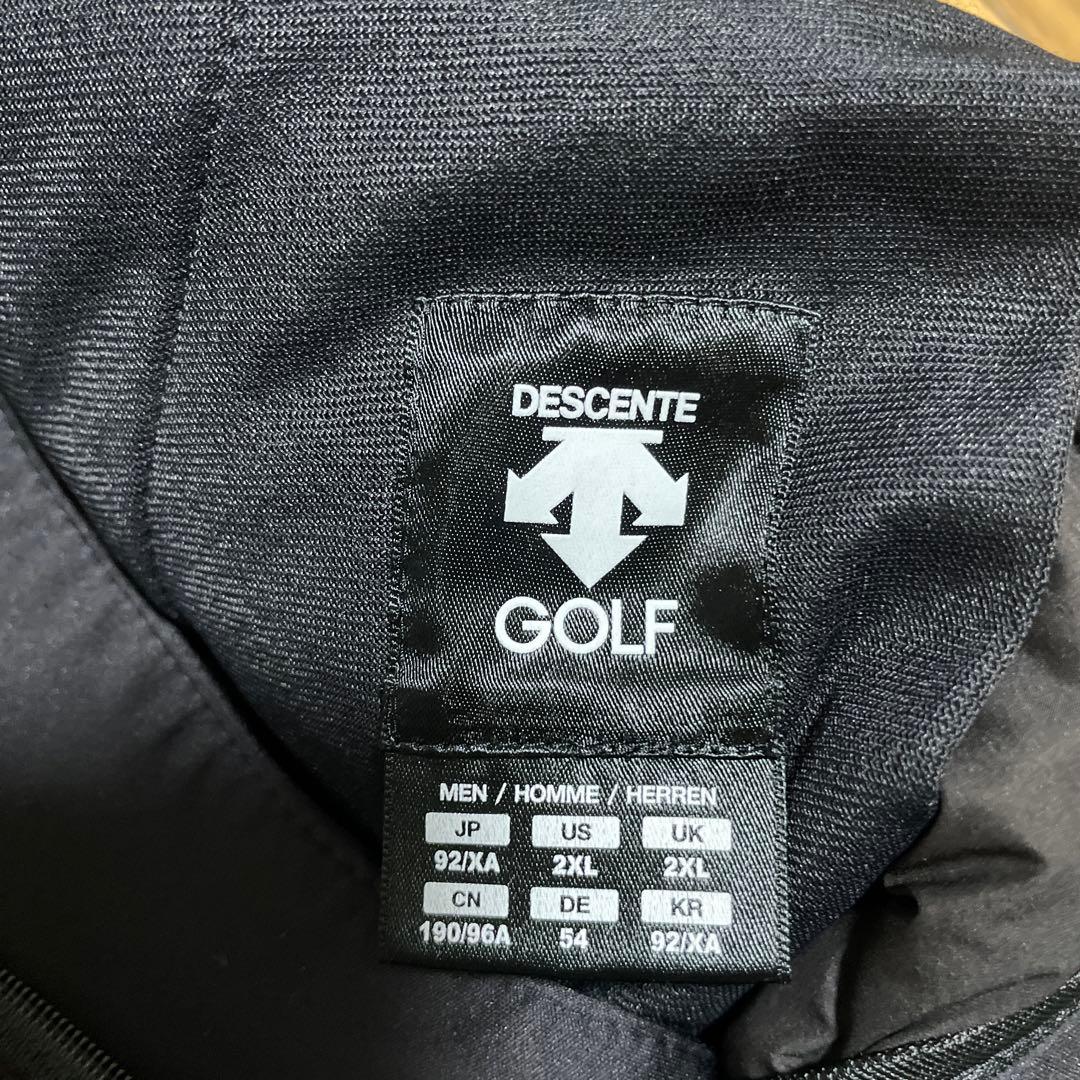 DESCENTE
GOLF
MEN / HOMME / HERREN
JP US UK
92/XA 2XL 2XL
CN DE KR
190/96A 54 92/XA